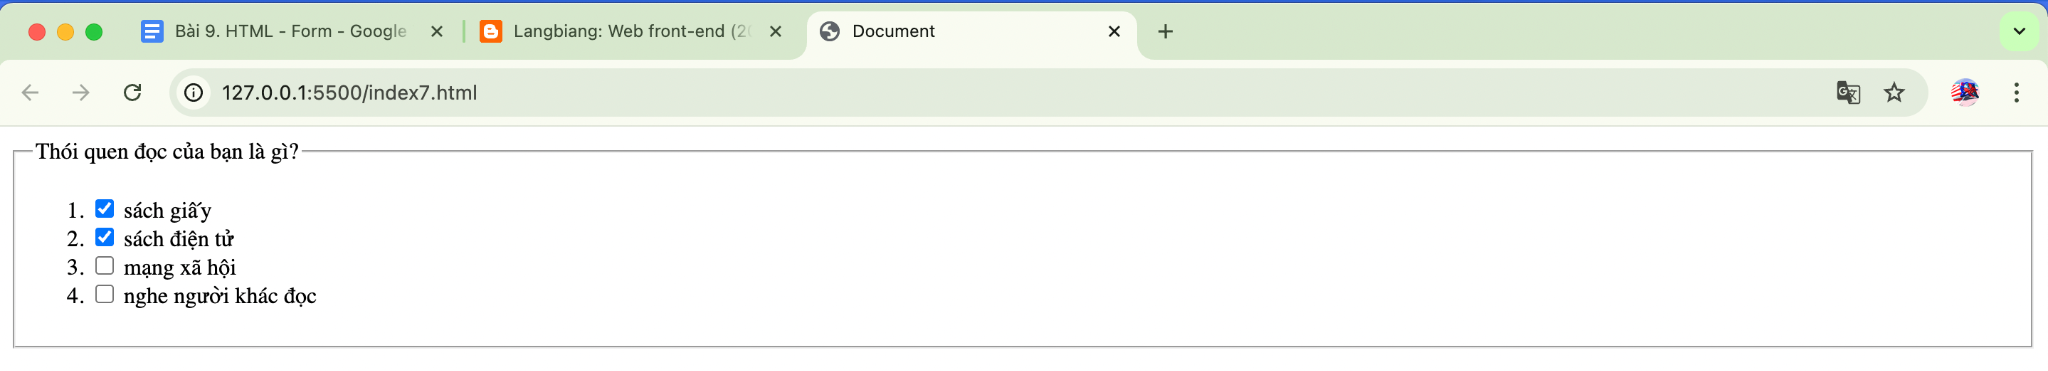 Bài 9. HTML - Form - Google
Langbiang: Web front-end (20
Document
127.0.0.1:5500/index7.html
Thói quen đọc của bạn là gì?
1. sách giấy
2. sách điện tử
3. mạng xã hội
4. nghe người khác đọc